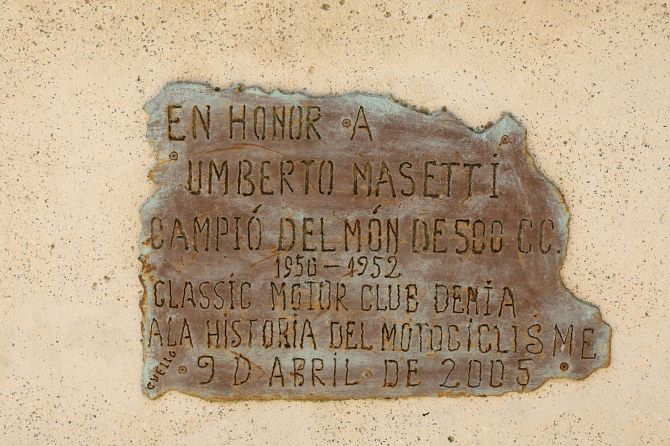 EN HONOR A
UMBERTO MASETTI
CAMPIÓ DEL MÓN DE 500 CC.
1950-1952
CLASSIC MOTOR CLUB DENIA
A LA HISTORIA DEL MOTOCICLISME
9 D ABRIL DE 2005